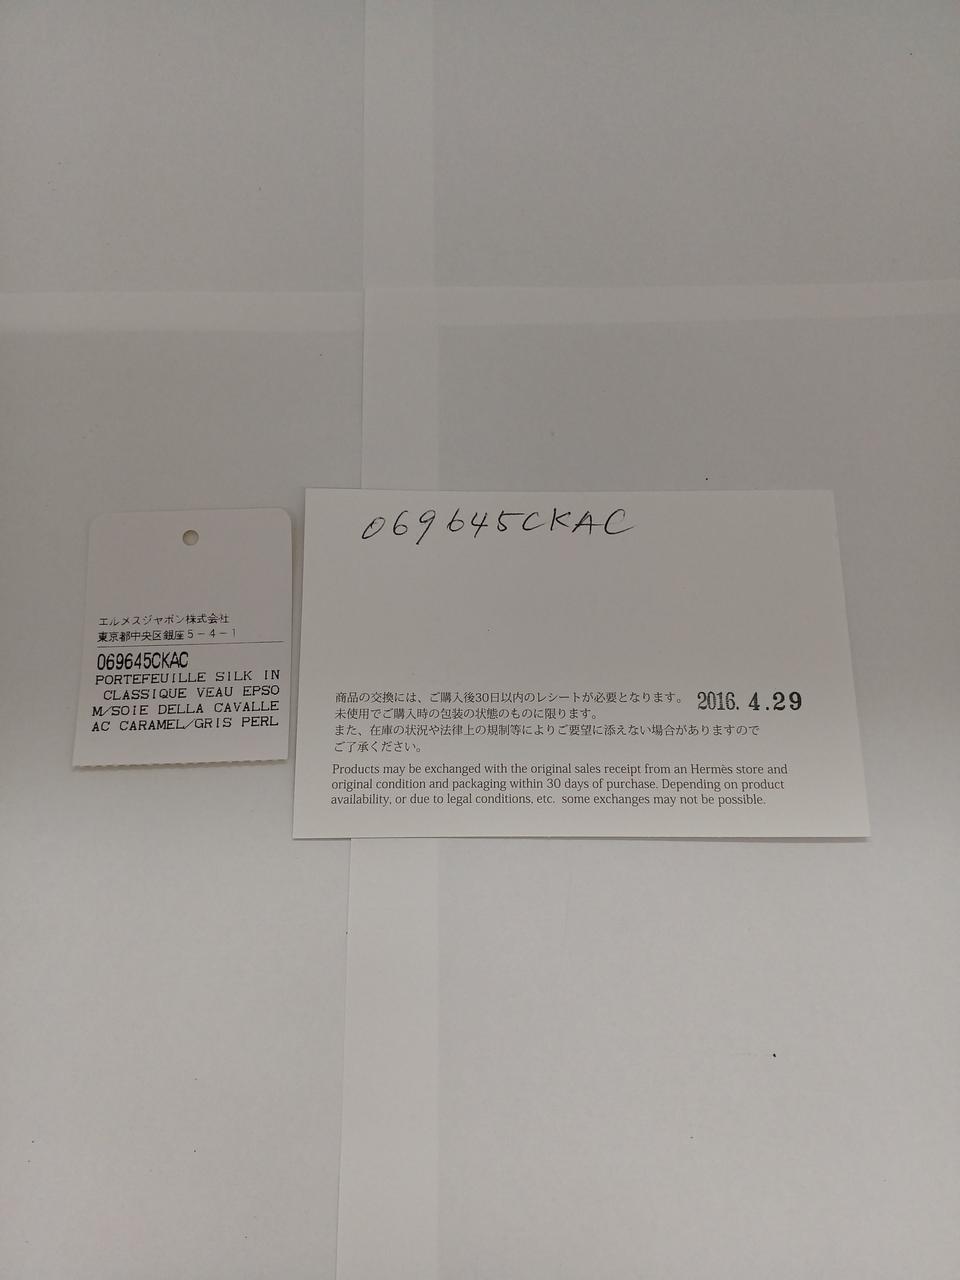 エルメスジャポン株式会社
東京都中央区銀座5-4-1
069645CKAC
PORTEFEUILLE SILK IN
CLASSIQUE VEAU EPSO
M/SOIE DELLA CAVALLE
AC CARAMEL/GRIS PERL
069645CKAC
商品の交換には、ご購入後30日以内のレシートが必要となります。 2016. 4.29
未使用でご購入時の包装の状態のものに限ります。
また、在庫の状況や法律上の規制等によりご要望に添えない場合がありますので
ご了承ください。
Products may be exchanged with the original sales receipt from an Hermès store and
original condition and packaging within 30 days of purchase. Depending on product
availability, or due to legal conditions, etc. some exchanges may not be possible.